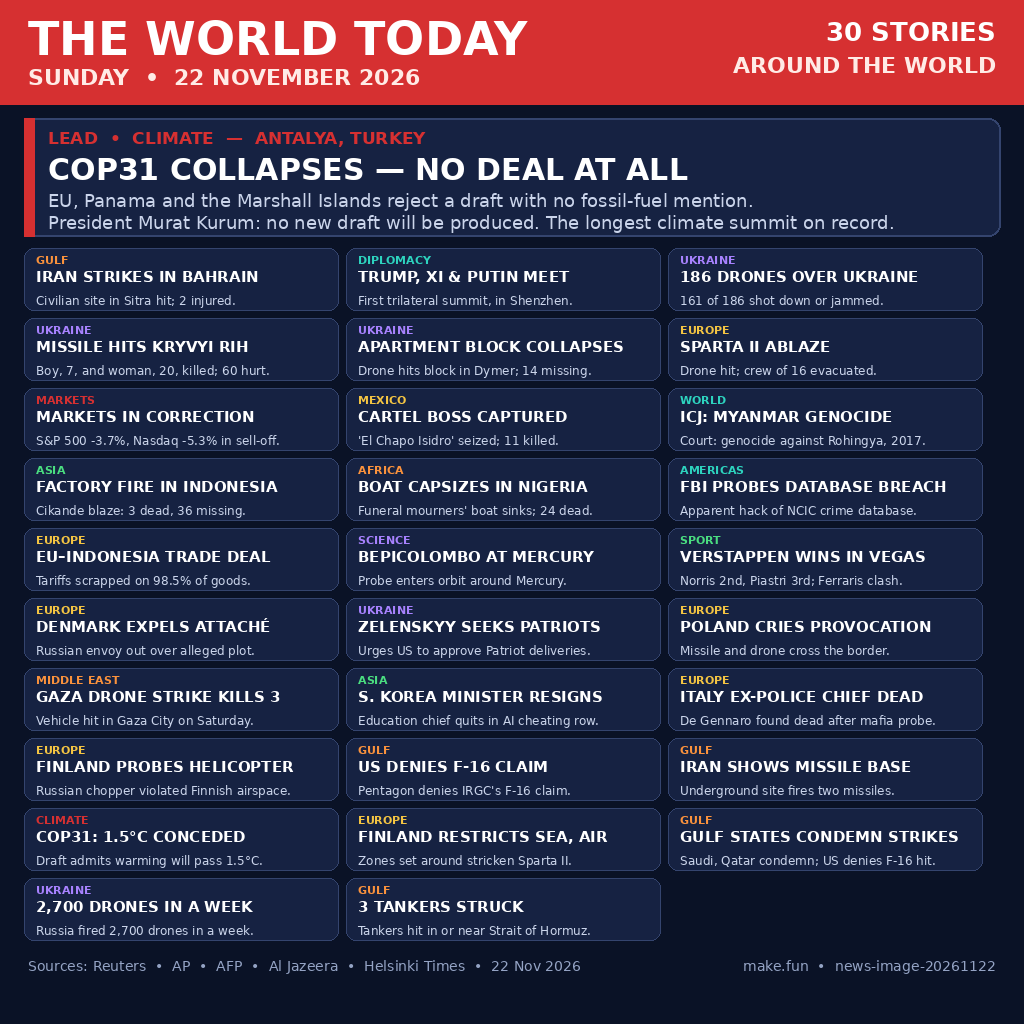 THE WORLD TODAY
SUNDAY • 22 NOVEMBER 2026
30 STORIES
AROUND THE WORLD
LEAD • CLIMATE — ANTALYA, TURKEY
COP31 COLLAPSES — NO DEAL AT ALL
EU, Panama and the Marshall Islands reject a draft with no fossil-fuel mention.
President Murat Kurum: no new draft will be produced. The longest climate summit on record.
GULF
IRAN STRIKES IN BAHRAIN
Civilian site in Sitra hit; 2 injured.
DIPLOMACY
TRUMP, XI & PUTIN MEET
First trilateral summit, in Shenzhen.
UKRAINE
186 DRONES OVER UKRAINE
161 of 186 shot down or jammed.
UKRAINE
MISSILE HITS KRYVYI RIH
Boy, 7, and woman, 20, killed; 60 hurt.
UKRAINE
APARTMENT BLOCK COLLAPSES
Drone hits block in Dymer; 14 missing.
EUROPE
SPARTA II ABLAZE
Drone hit; crew of 16 evacuated.
MARKETS
MARKETS IN CORRECTION
S&P 500 -3.7%, Nasdaq -5.3% in sell-off.
MEXICO
CARTEL BOSS CAPTURED
'El Chapo Isidro' seized; 11 killed.
WORLD
ICJ: MYANMAR GENOCIDE
Court: genocide against Rohingya, 2017.
ASIA
FACTORY FIRE IN INDONESIA
Cikande blaze: 3 dead, 36 missing.
AFRICA
BOAT CAPSIZES IN NIGERIA
Funeral mourners' boat sinks; 24 dead.
AMERICAS
FBI PROBES DATABASE BREACH
Apparent hack of NCIC crime database.
EUROPE
EU–INDONESIA TRADE DEAL
Tariffs scrapped on 98.5% of goods.
SCIENCE
BEPICOLOMBO AT MERCURY
Probe enters orbit around Mercury.
SPORT
VERSTAPPEN WINS IN VEGAS
Norris 2nd, Piastri 3rd; Ferraris clash.
EUROPE
DENMARK EXPELS ATTACHÉ
Russian envoy out over alleged plot.
UKRAINE
ZELENSKYY SEEKS PATRIOTS
Urges US to approve Patriot deliveries.
EUROPE
POLAND CRIES PROVOCATION
Missile and drone cross the border.
MIDDLE EAST
GAZA DRONE STRIKE KILLS 3
Vehicle hit in Gaza City on Saturday.
ASIA
S. KOREA MINISTER RESIGNS
Education chief quits in AI cheating row.
EUROPE
ITALY EX-POLICE CHIEF DEAD
De Gennaro found dead after mafia probe.
EUROPE
FINLAND PROBES HELICOPTER
Russian chopper violated Finnish airspace.
GULF
US DENIES F-16 CLAIM
Pentagon denies IRGC's F-16 claim.
GULF
IRAN SHOWS MISSILE BASE
Underground site fires two missiles.
CLIMATE
COP31: 1.5°C CONCEDED
Draft admits warming will pass 1.5°C.
EUROPE
FINLAND RESTRICTS SEA, AIR
Zones set around stricken Sparta II.
GULF
GULF STATES CONDEMN STRIKES
Saudi, Qatar condemn; US denies F-16 hit.
UKRAINE
2,700 DRONES IN A WEEK
Russia fired 2,700 drones in a week.
GULF
3 TANKERS STRUCK
Tankers hit in or near Strait of Hormuz.
Sources: Reuters • AP • AFP • Al Jazeera • Helsinki Times • 22 Nov 2026
make.fun • news-image-20261122